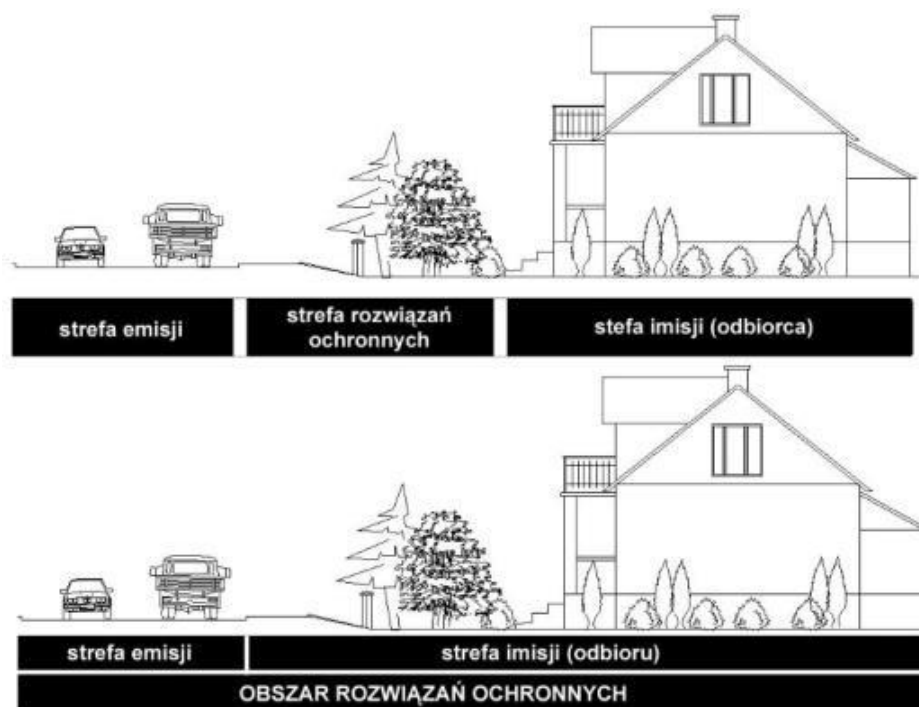 strefa emisji
strefa rozwiązań
ochronnych
stefa imisji (odbiorca)
strefa emisji
strefa imisji (odbioru)
OBSZAR ROZWIĄZAŃ OCHRONNYCH